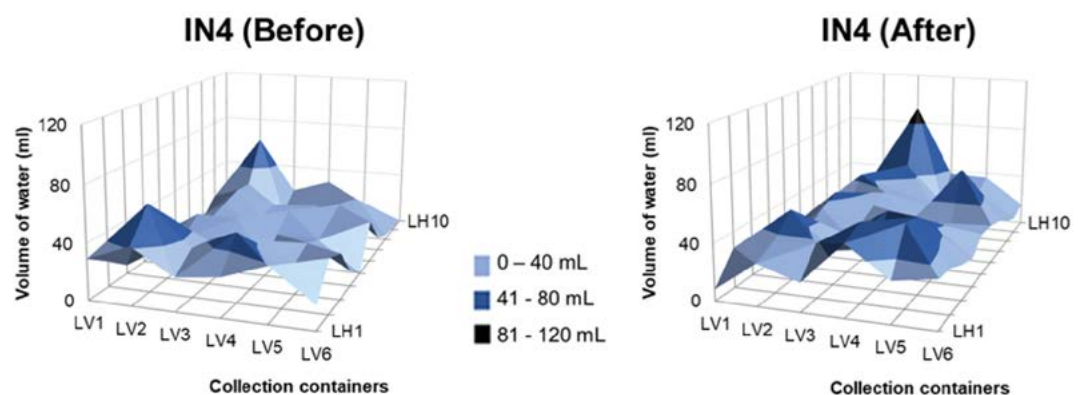 IN4 (Before)
Volume of water (ml)
120
80
40
0
LV1
LV2
LV3
LV4
LV5
LV6
LH1
LH10
Collection containers
0 – 40 mL
41 - 80 mL
81 - 120 mL
IN4 (After)
Volume of water (ml)
120
80
40
0
LV1
LV2
LV3
LV4
LV5
LV6
LH1
LH10
Collection containers